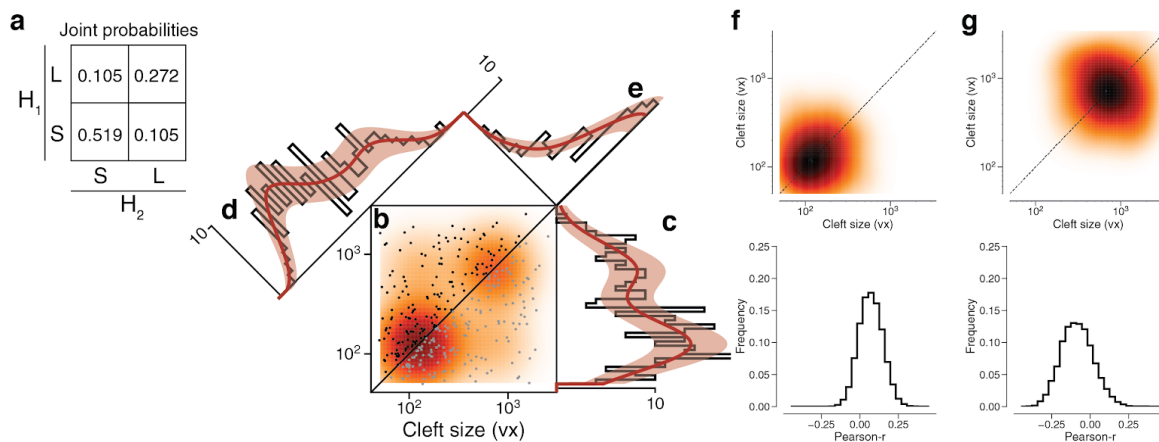 a
Joint probabilities
H1
L
0.105
0.272
S
0.519
0.105
S
L
H2
d
10
10
e
b
c
10³
10²
10²
10³
Cleft size (vx)
10
f
Cleft size (vx)
10³
10²
10²
10³
Cleft size (vx)
Frequency
0.25
0.20
0.15
0.10
0.05
0.00
−0.25
0.00
0.25
Pearson-r
g
Cleft size (vx)
10³
10²
10²
10³
Cleft size (vx)
Frequency
0.25
0.20
0.15
0.10
0.05
0.00
−0.25
0.00
0.25
Pearson-r